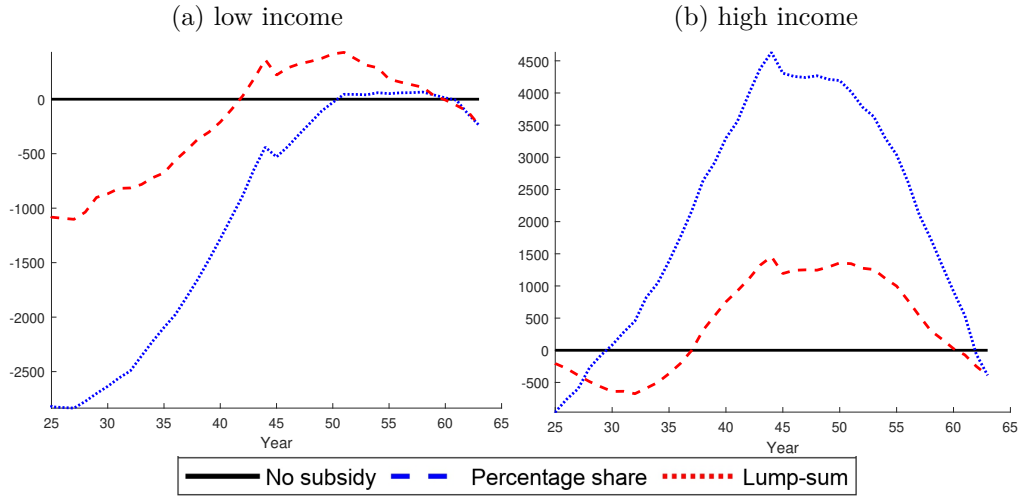 (a) low income
(b) high income
0
-500
-1000
-1500
-2000
-2500
25 30 35 40 45 50 55 60 65
Year
4500
4000
3500
3000
2500
2000
1500
1000
500
0
-500
25 30 35 40 45 50 55 60 65
Year
No subsidy Percentage share Lump-sum